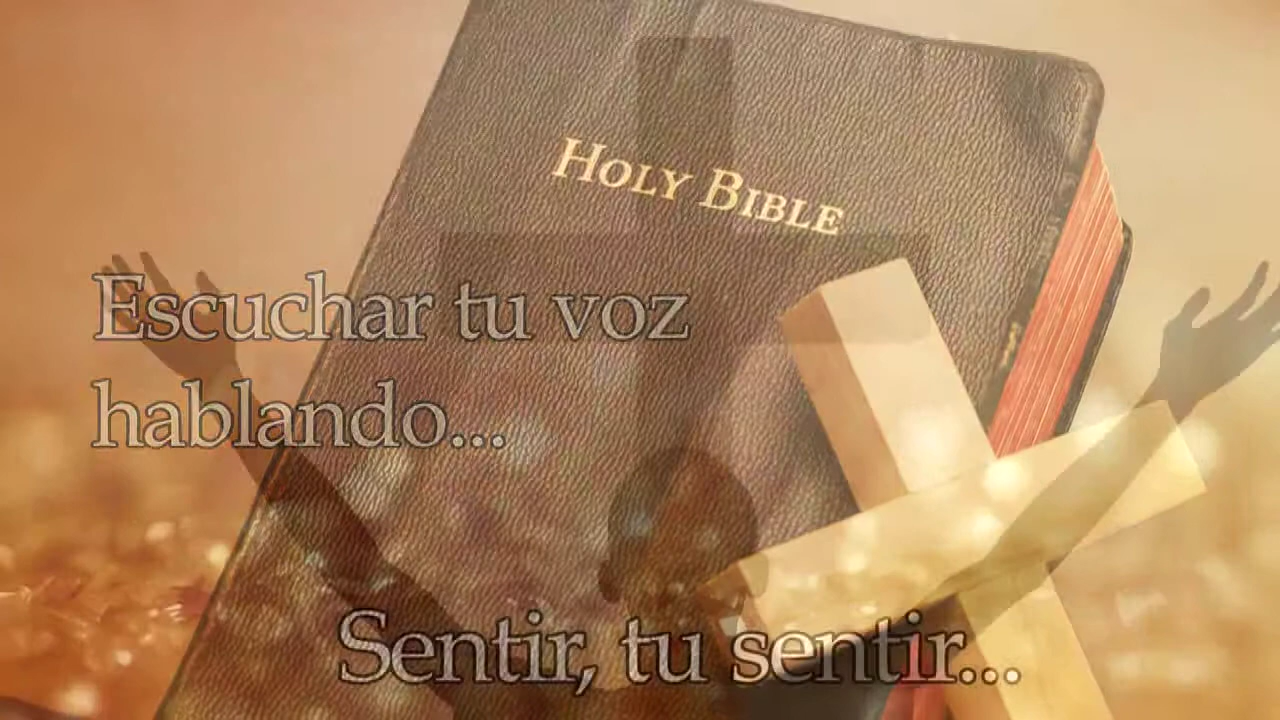 HOLY BIBLE
Escuchar tu voz
hablando...
Sentir, tu sentir...